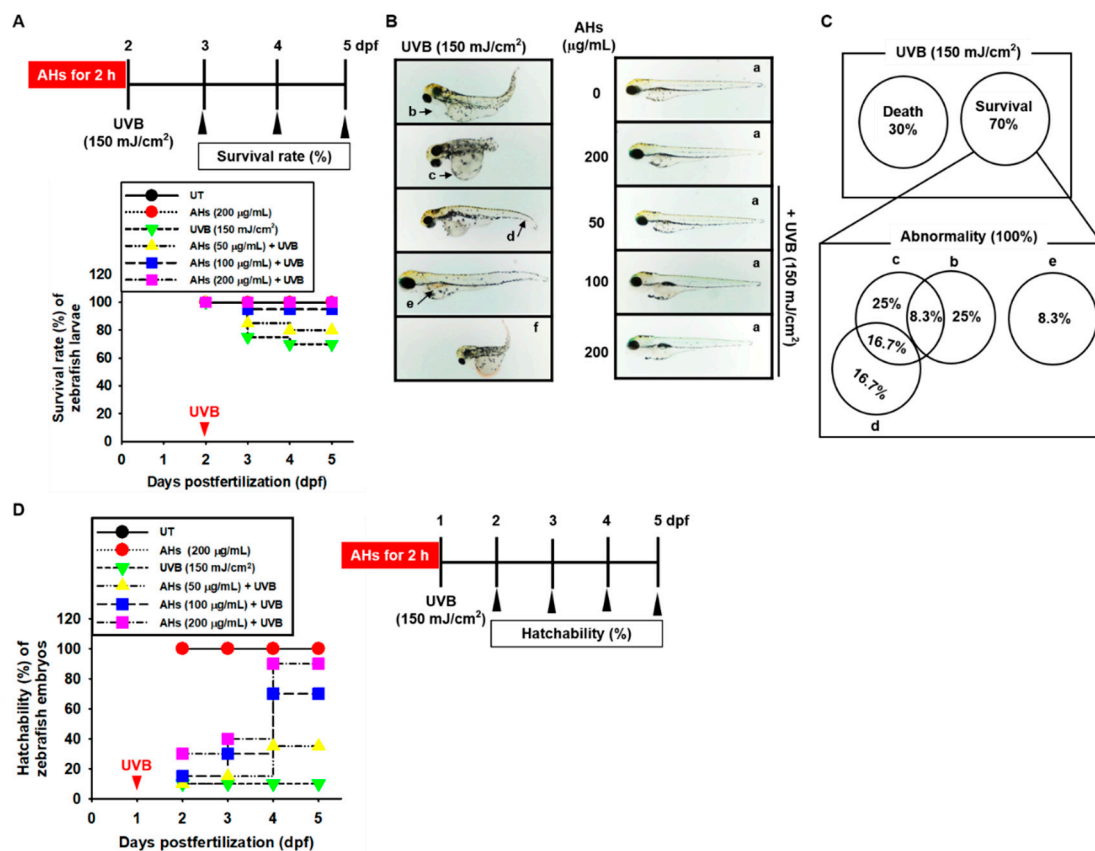 A
2 3 4 5 dpf
AHs for 2 h
UVB
(150 mJ/cm²)
Survival rate (%)
UT
AHs (200 µg/mL)
UVB (150 mJ/cm²)
AHs (50 µg/mL) + UVB
AHs (100 µg/mL) + UVB
AHs (200 µg/mL) + UVB
Survival rate (%) of
zebrafish larvae
120
100
80
60
40
20
0
UVB
0 1 2 3 4 5
Days postfertilization (dpf)
B
UVB (150 mJ/cm²)
b
c
d
e
f
AHs
(µg/mL)
0
a
200
a
50
a
100
a
200
a
+ UVB (150 mJ/cm²)
C
UVB (150 mJ/cm²)
Death
30%
Survival
70%
Abnormality (100%)
c b e
25% 8.3% 25% 8.3%
16.7%
16.7%
d
D
UT
AHs (200 µg/mL)
UVB (150 mJ/cm²)
AHs (50 µg/mL) + UVB
AHs (100 µg/mL) + UVB
AHs (200 µg/mL) + UVB
Hatchability (%) of
zebrafish embryos
120
100
80
60
40
20
0
UVB
0 1 2 3 4 5
Days postfertilization (dpf)
1 2 3 4 5 dpf
AHs for 2 h
UVB
(150 mJ/cm²)
Hatchability (%)